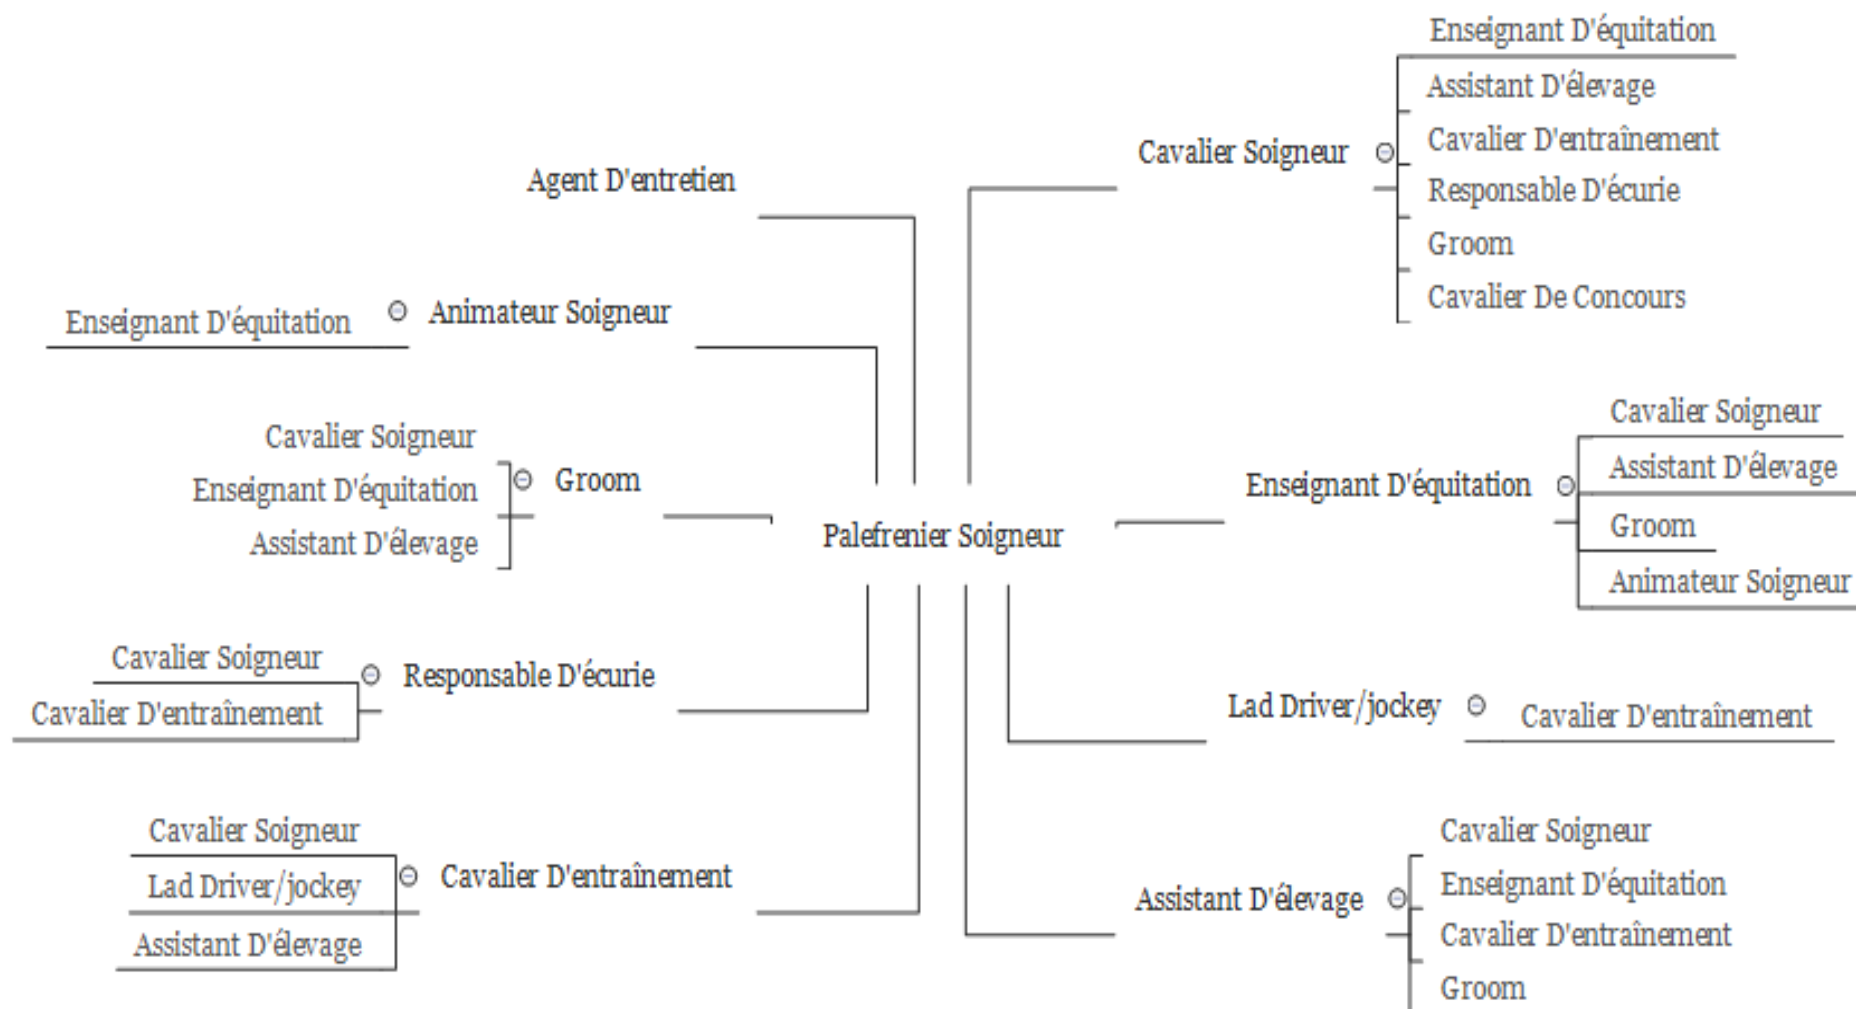 Enseignant D'équitation
Assistant D'élevage
Cavalier D'entraînement
Cavalier Soigneur
Responsable D'écurie
Groom
Cavalier De Concours
Agent D'entretien
Animateur Soigneur
Enseignant D'équitation
Cavalier Soigneur
Enseignant D'équitation
Assistant D'élevage
Groom
Palefrenier Soigneur
Enseignant D'équitation
Cavalier Soigneur
Assistant D'élevage
Groom
Animateur Soigneur
Cavalier Soigneur
Cavalier D'entraînement
Responsable D'écurie
Lad Driver/jockey
Cavalier D'entraînement
Cavalier Soigneur
Lad Driver/jockey
Assistant D'élevage
Cavalier D'entraînement
Assistant D'élevage
Cavalier Soigneur
Enseignant D'équitation
Cavalier D'entraînement
Groom